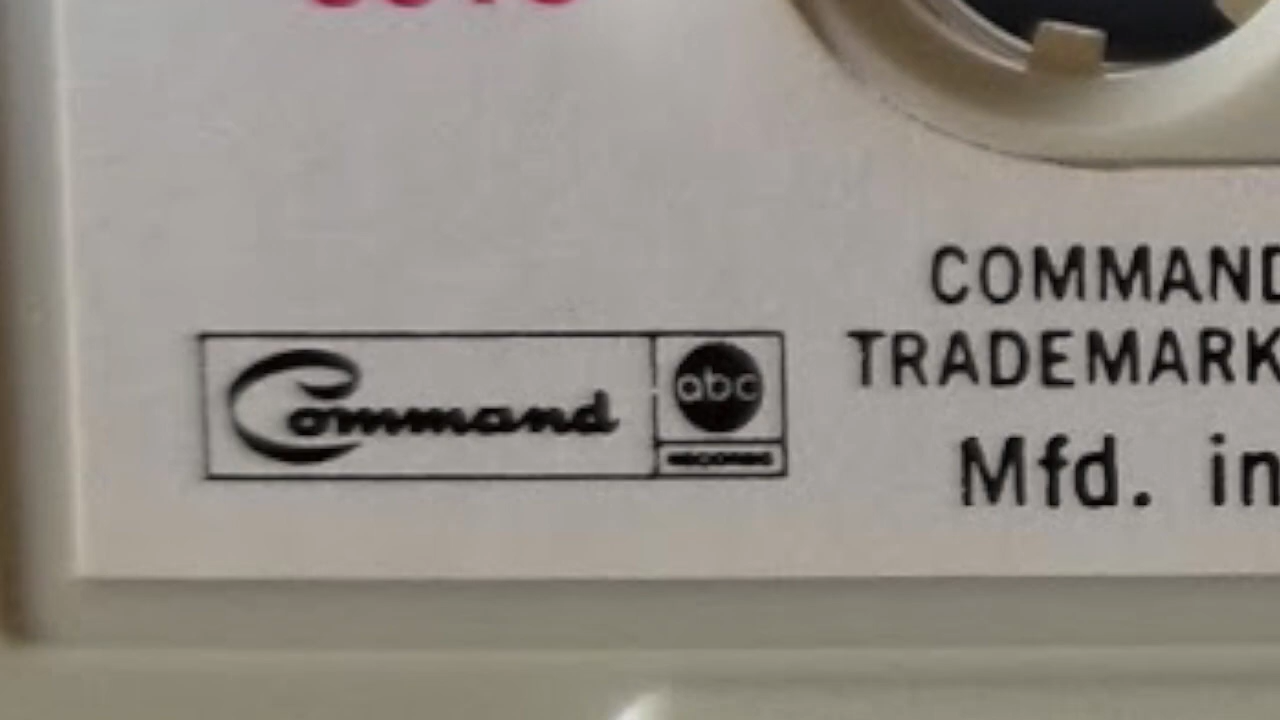 COMMAND
TRADEMARK
Command abc
RECORDS
Mfd. in